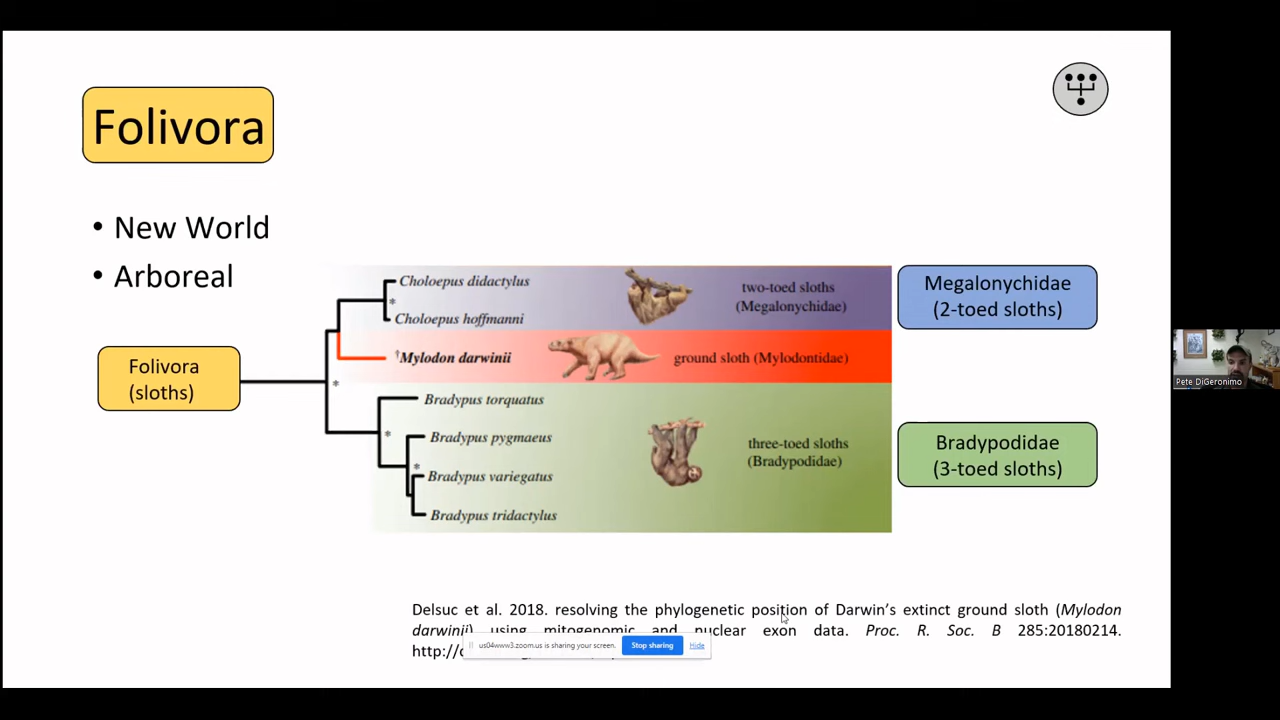 Folivora
• New World
• Arboreal
Folivora
(sloths)
Choloepus didactylus
*
Choloepus hoffmanni
two-toed sloths
(Megalonychidae)
†Mylodon darwinii
ground sloth (Mylodontidae)
*
Bradypus torquatus
*
Bradypus pygmaeus
*
Bradypus variegatus
Bradypus tridactylus
three-toed sloths
(Bradypodidae)
Megalonychidae
(2-toed sloths)
Bradypodidae
(3-toed sloths)
Pete DiGeronimo
Delsuc et al. 2018. resolving the phylogenetic position of Darwin's extinct ground sloth (Mylodon
darwinii) using mitogenomic and nuclear exon data. Proc. R. Soc. B 285:20180214.
us04www3.zoom.us is sharing your screen.
Stop sharing
Hide